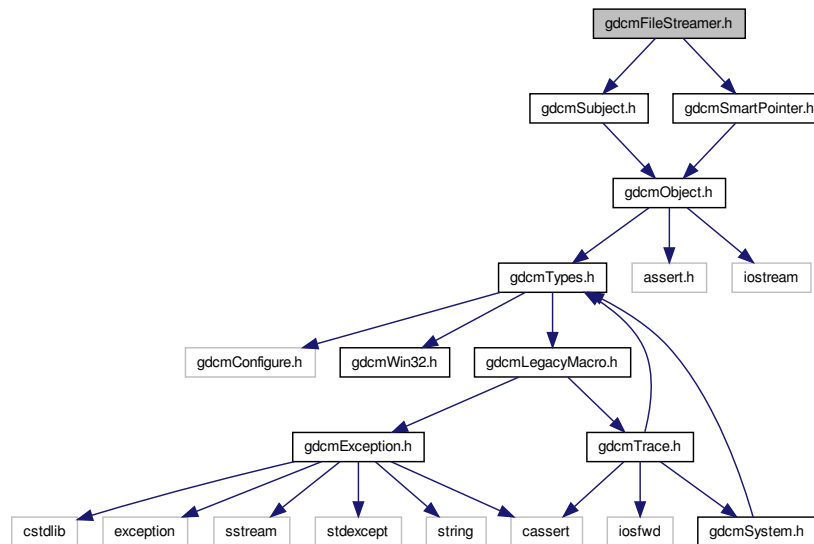 gdcmFileStreamer.h
gdcmSubject.h
gdcmSmartPointer.h
gdcmObject.h
gdcmTypes.h
assert.h
iostream
gdcmConfigure.h
gdcmWin32.h
gdcmLegacyMacro.h
gdcmException.h
gdcmTrace.h
cstdlib
exception
sstream
stdexcept
string
cassert
iosfwd
gdcmSystem.h